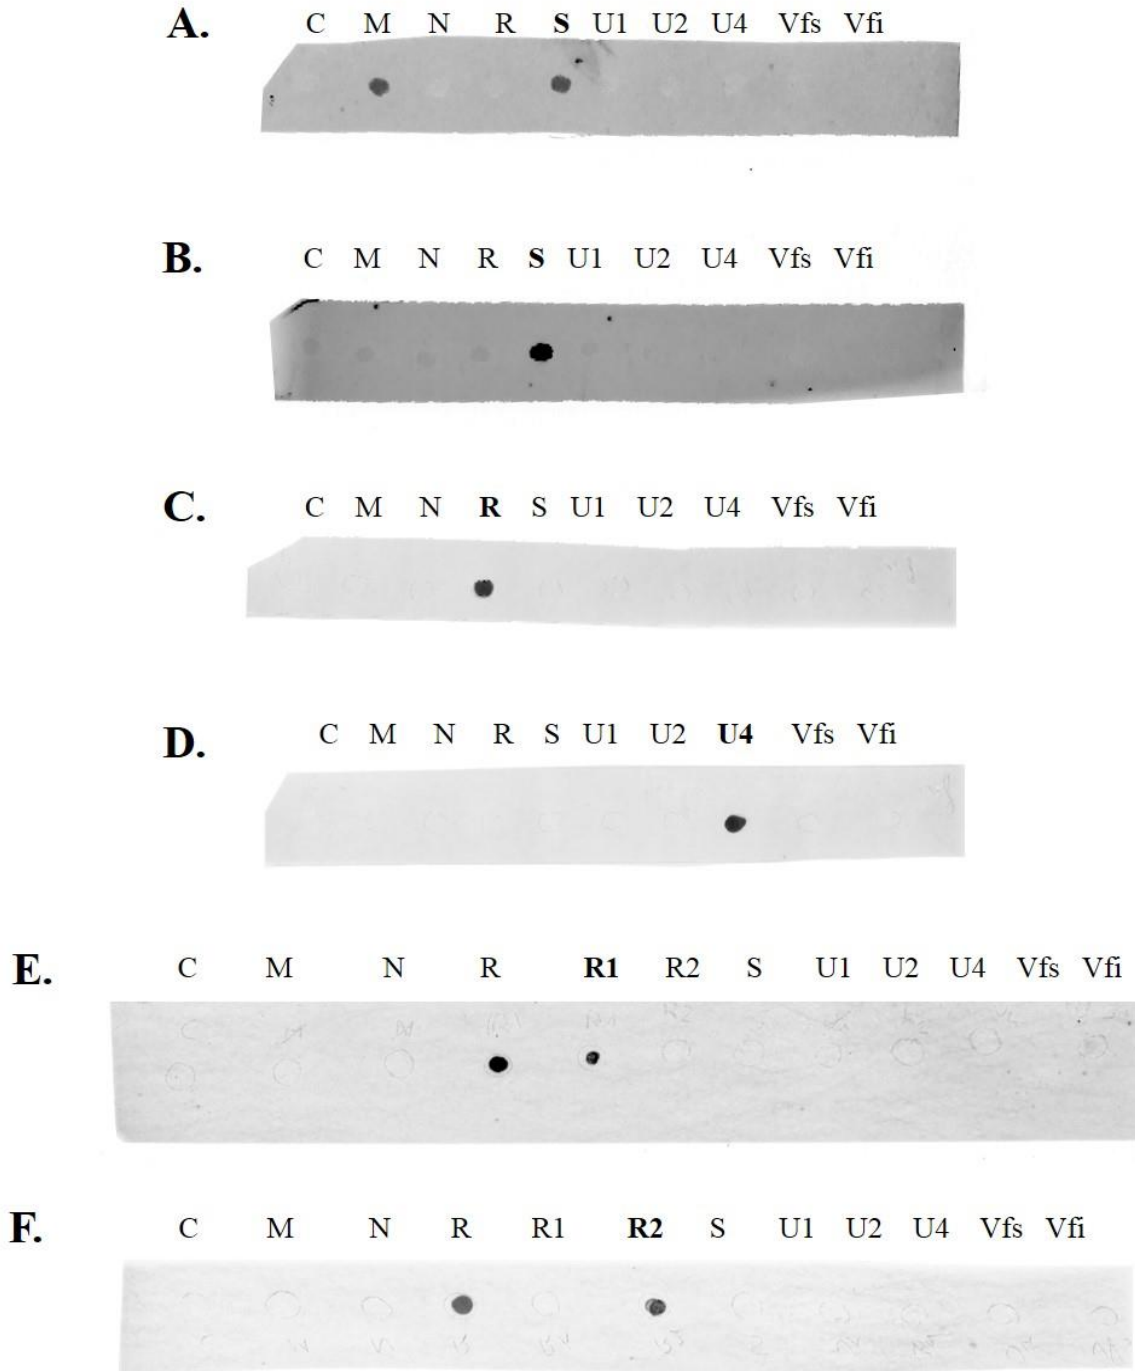 A. C M N R S U1 U2 U4 Vfs Vfi
B. C M N R S U1 U2 U4 Vfs Vfi
C. C M N R S U1 U2 U4 Vfs Vfi
D. C M N R S U1 U2 U4 Vfs Vfi
E. C M N R R1 R2 S U1 U2 U4 Vfs Vfi
F. C M N R R1 R2 S U1 U2 U4 Vfs Vfi